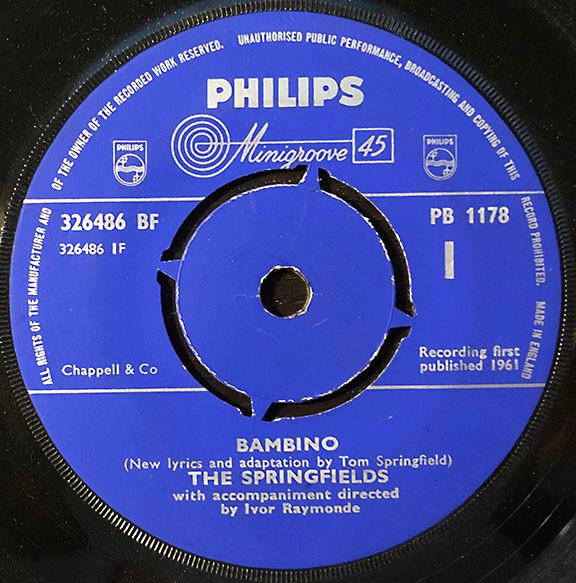 ALL RIGHTS OF THE MANUFACTURER AND OF THE OWNER OF THE RECORDED WORK RESERVED. UNAUTHORISED PUBLIC PERFORMANCE, BROADCASTING AND COPYING OF THIS RECORD PROHIBITED. MADE IN ENGLAND
PHILIPS
Minigroove 45
PHILIPS
PHILIPS
326486 BF
PB 1178
326486 1F
1
Chappell & Co
Recording first
published 1961
BAMBINO
(New lyrics and adaptation by Tom Springfield)
THE SPRINGFIELDS
with accompaniment directed
by Ivor Raymonde